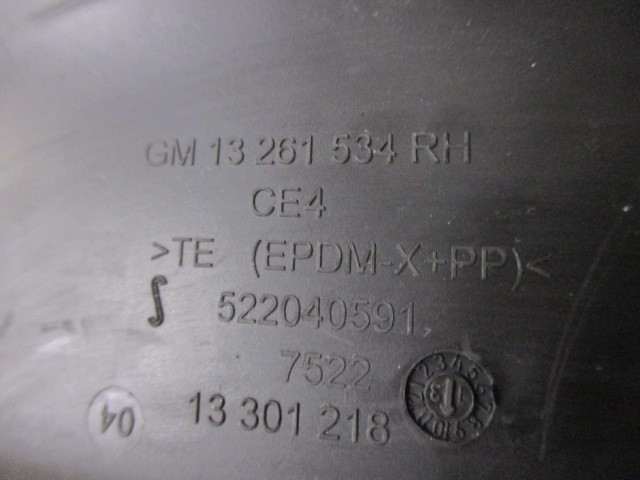 GM 13 261 534 RH
CE4
>TE (EPDM-X+PP)<
522040591
7522
04 13 301 218